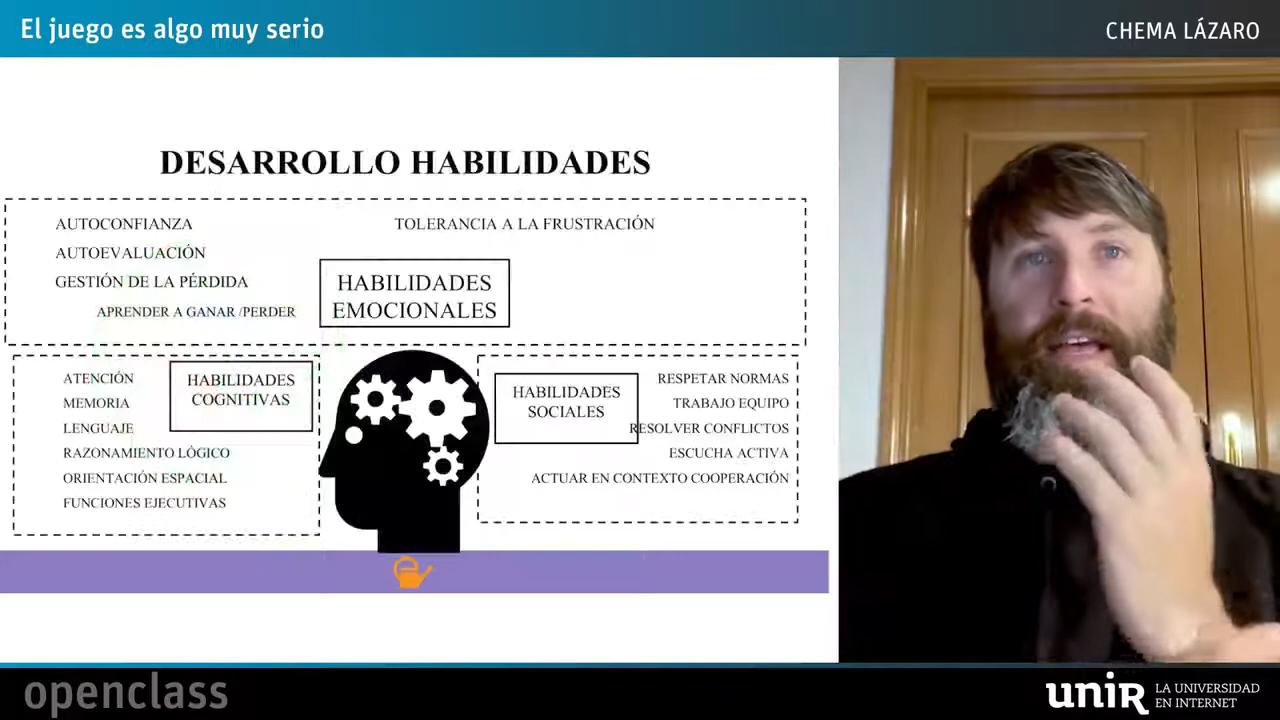 El juego es algo muy serio
CHEMA LÁZARO
DESARROLLO HABILIDADES
AUTOCONFIANZA
TOLERANCIA A LA FRUSTRACIÓN
AUTOEVALUACIÓN
GESTIÓN DE LA PÉRDIDA
APRENDER A GANAR /PERDER
HABILIDADES
EMOCIONALES
ATENCIÓN
MEMORIA
LENGUAJE
RAZONAMIENTO LÓGICO
ORIENTACIÓN ESPACIAL
FUNCIONES EJECUTIVAS
HABILIDADES
COGNITIVAS
HABILIDADES
SOCIALES
RESPETAR NORMAS
TRABAJO EQUIPO
RESOLVER CONFLICTOS
ESCUCHA ACTIVA
ACTUAR EN CONTEXTO COOPERACIÓN
openclass
unir
LA UNIVERSIDAD
EN INTERNET